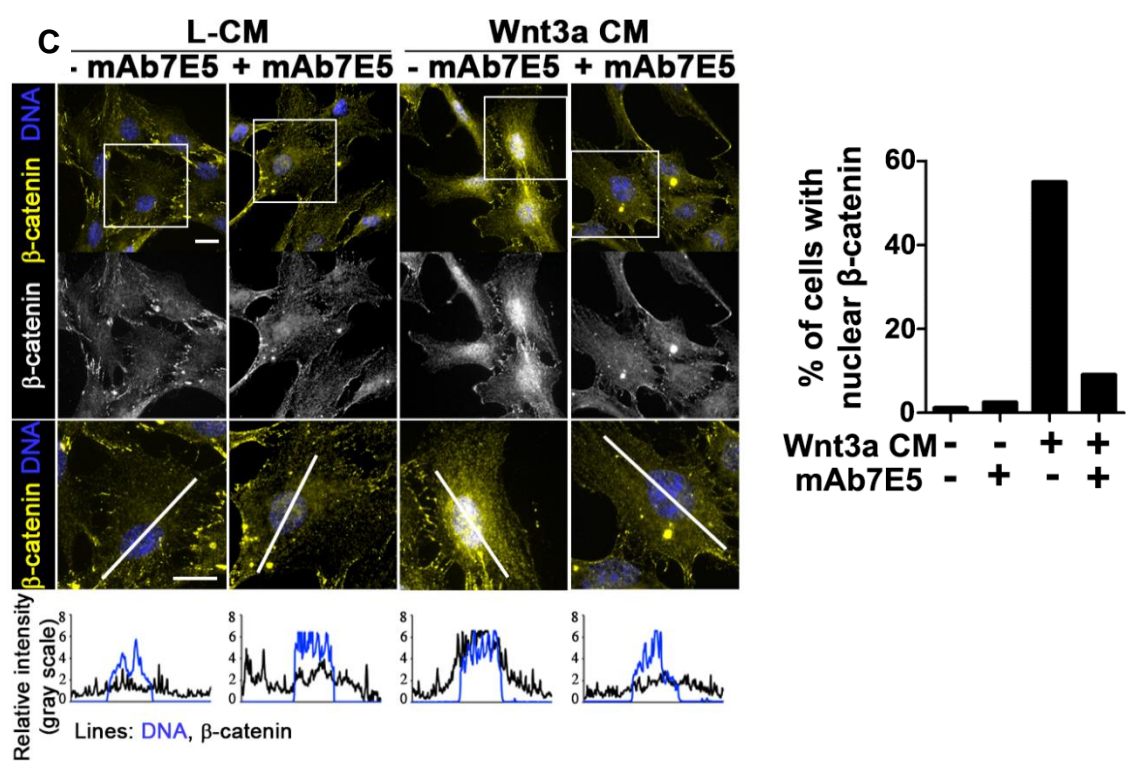 C
L-CM
Wnt3a CM
- mAb7E5
+ mAb7E5
- mAb7E5
+ mAb7E5
β-catenin DNA
β-catenin
β-catenin DNA
Relative intensity
(gray scale)
8
6
4
2
0
8
6
4
2
0
8
6
4
2
0
8
6
4
2
0
Lines: DNA, β-catenin
% of cells with
nuclear β-catenin
60
40
20
0
Wnt3a CM - - + +
mAb7E5 - + - +